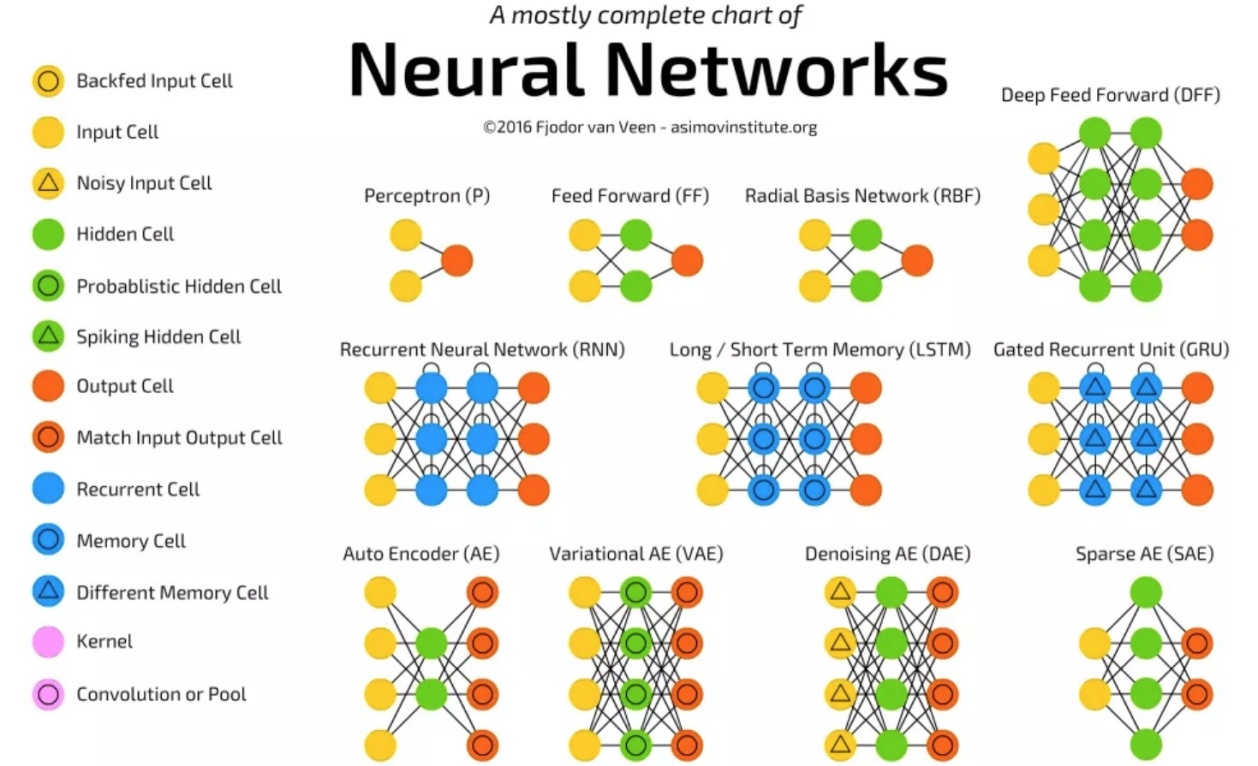 A mostly complete chart of
Neural Networks
©2016 Fjodor van Veen - asimovinstitute.org
Backfed Input Cell
Input Cell
Noisy Input Cell
Hidden Cell
Probablistic Hidden Cell
Spiking Hidden Cell
Output Cell
Match Input Output Cell
Recurrent Cell
Memory Cell
Different Memory Cell
Kernel
Convolution or Pool
Deep Feed Forward (DFF)
Perceptron (P)
Feed Forward (FF)
Radial Basis Network (RBF)
Recurrent Neural Network (RNN)
Long / Short Term Memory (LSTM)
Gated Recurrent Unit (GRU)
Auto Encoder (AE)
Variational AE (VAE)
Denoising AE (DAE)
Sparse AE (SAE)